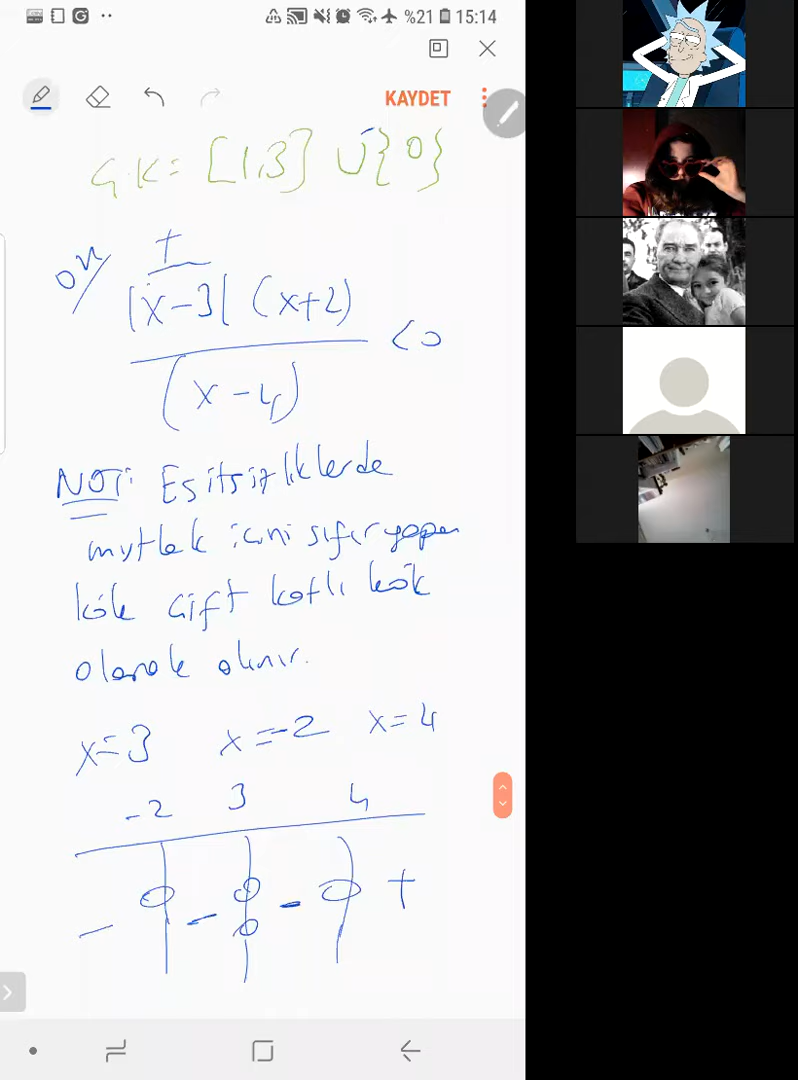 %21 15:14
KAYDET
Ç.K = [1,3] ∪ {0}
ör/ +
|x-3| (x+2)
< 0
(x-4)
NOT: Eşitsizliklerde
mutlak içini sıfır yapan
kök çift katlı kök
olarak alınır.
x=3 x=-2 x=4
-2 3 4
- - - +